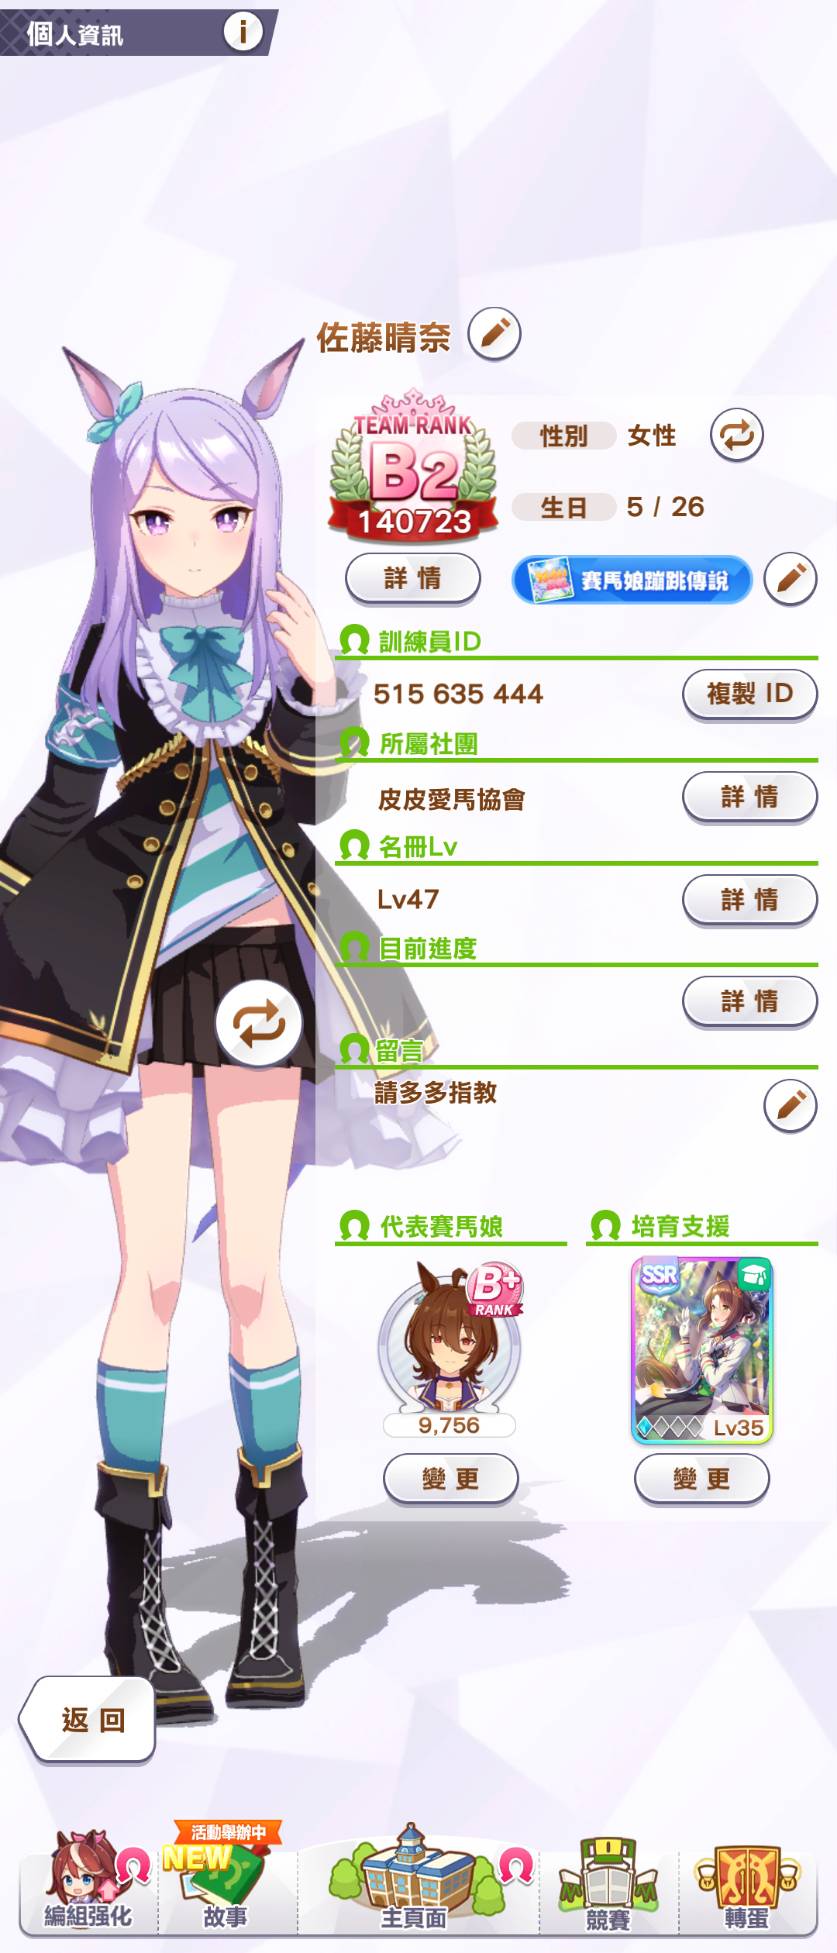 個人資訊
i
佐藤晴奈
TEAM RANK
B2
140723
性別 女性
生日 5 / 26
詳情
賽馬娘蹦跳傳說
訓練員ID
515 635 444
複製 ID
所屬社團
皮皮愛馬協會
詳情
名冊Lv
Lv47
詳情
目前進度
詳情
留言
請多多指教
代表賽馬娘
培育支援
B+
RANK
SSR
9,756
Lv35
變更
變更
返回
活動舉辦中
NEW
編組强化
故事
主頁面
競賽
轉蛋